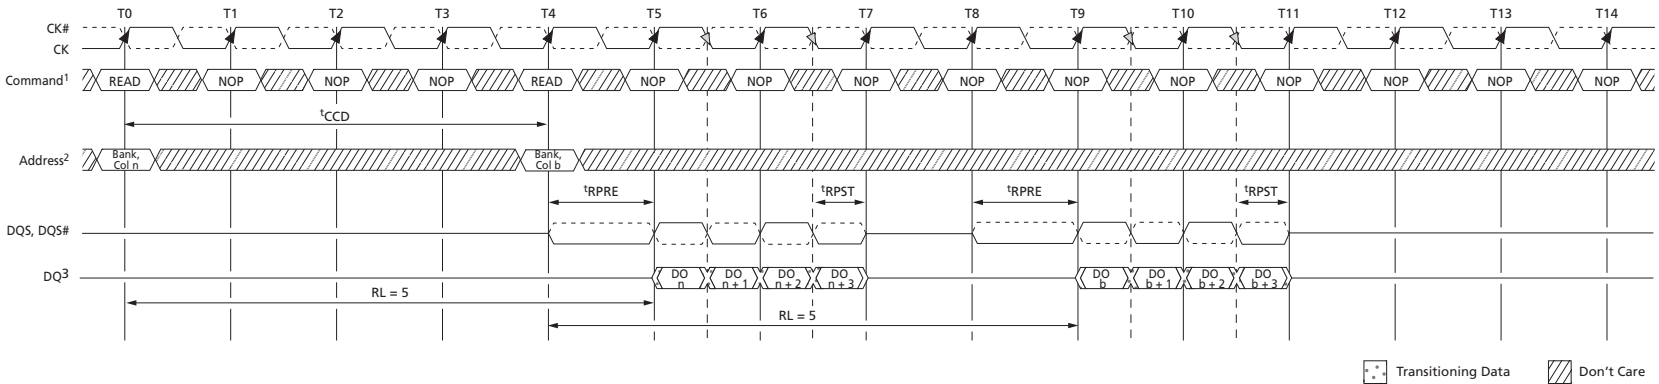 T0 T1 T2 T3 T4 T5 T6 T7 T8 T9 T10 T11 T12 T13 T14
CK#
CK
Command1 READ NOP NOP NOP READ NOP NOP NOP NOP NOP NOP NOP NOP NOP NOP
tCCD
Address2 Bank, Col n Bank, Col b
tRPRE tRPST tRPRE tRPST
DQS, DQS#
DQ3 DO n DO n + 1 DO n + 2 DO n + 3 DO b DO b + 1 DO b + 2 DO b + 3
RL = 5
RL = 5
Transitioning Data Don't Care